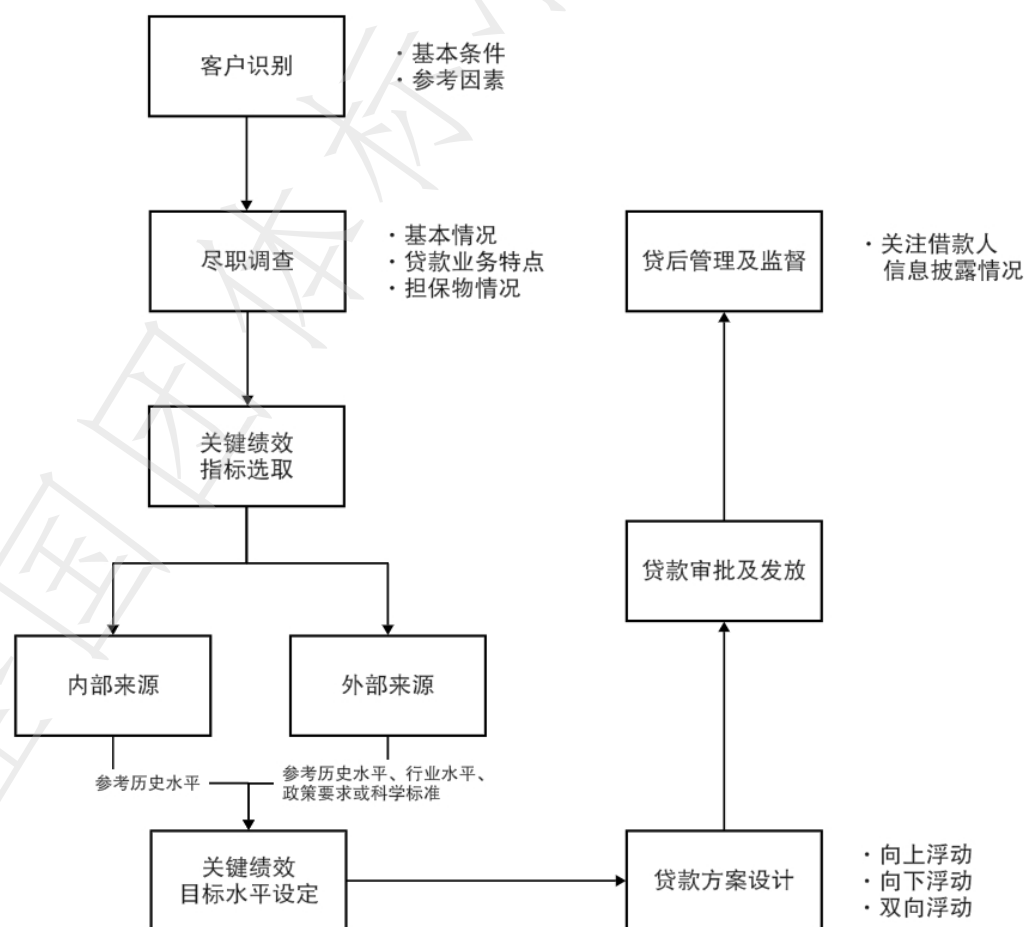 客户识别
· 基本条件
· 参考因素
尽职调查
· 基本情况
· 贷款业务特点
· 担保物情况
关键绩效
指标选取
内部来源
外部来源
参考历史水平
参考历史水平、行业水平、
政策要求或科学标准
关键绩效
目标水平设定
贷款方案设计
· 向上浮动
· 向下浮动
· 双向浮动
贷款审批及发放
贷后管理及监督
· 关注借款人
信息披露情况
全国团体标